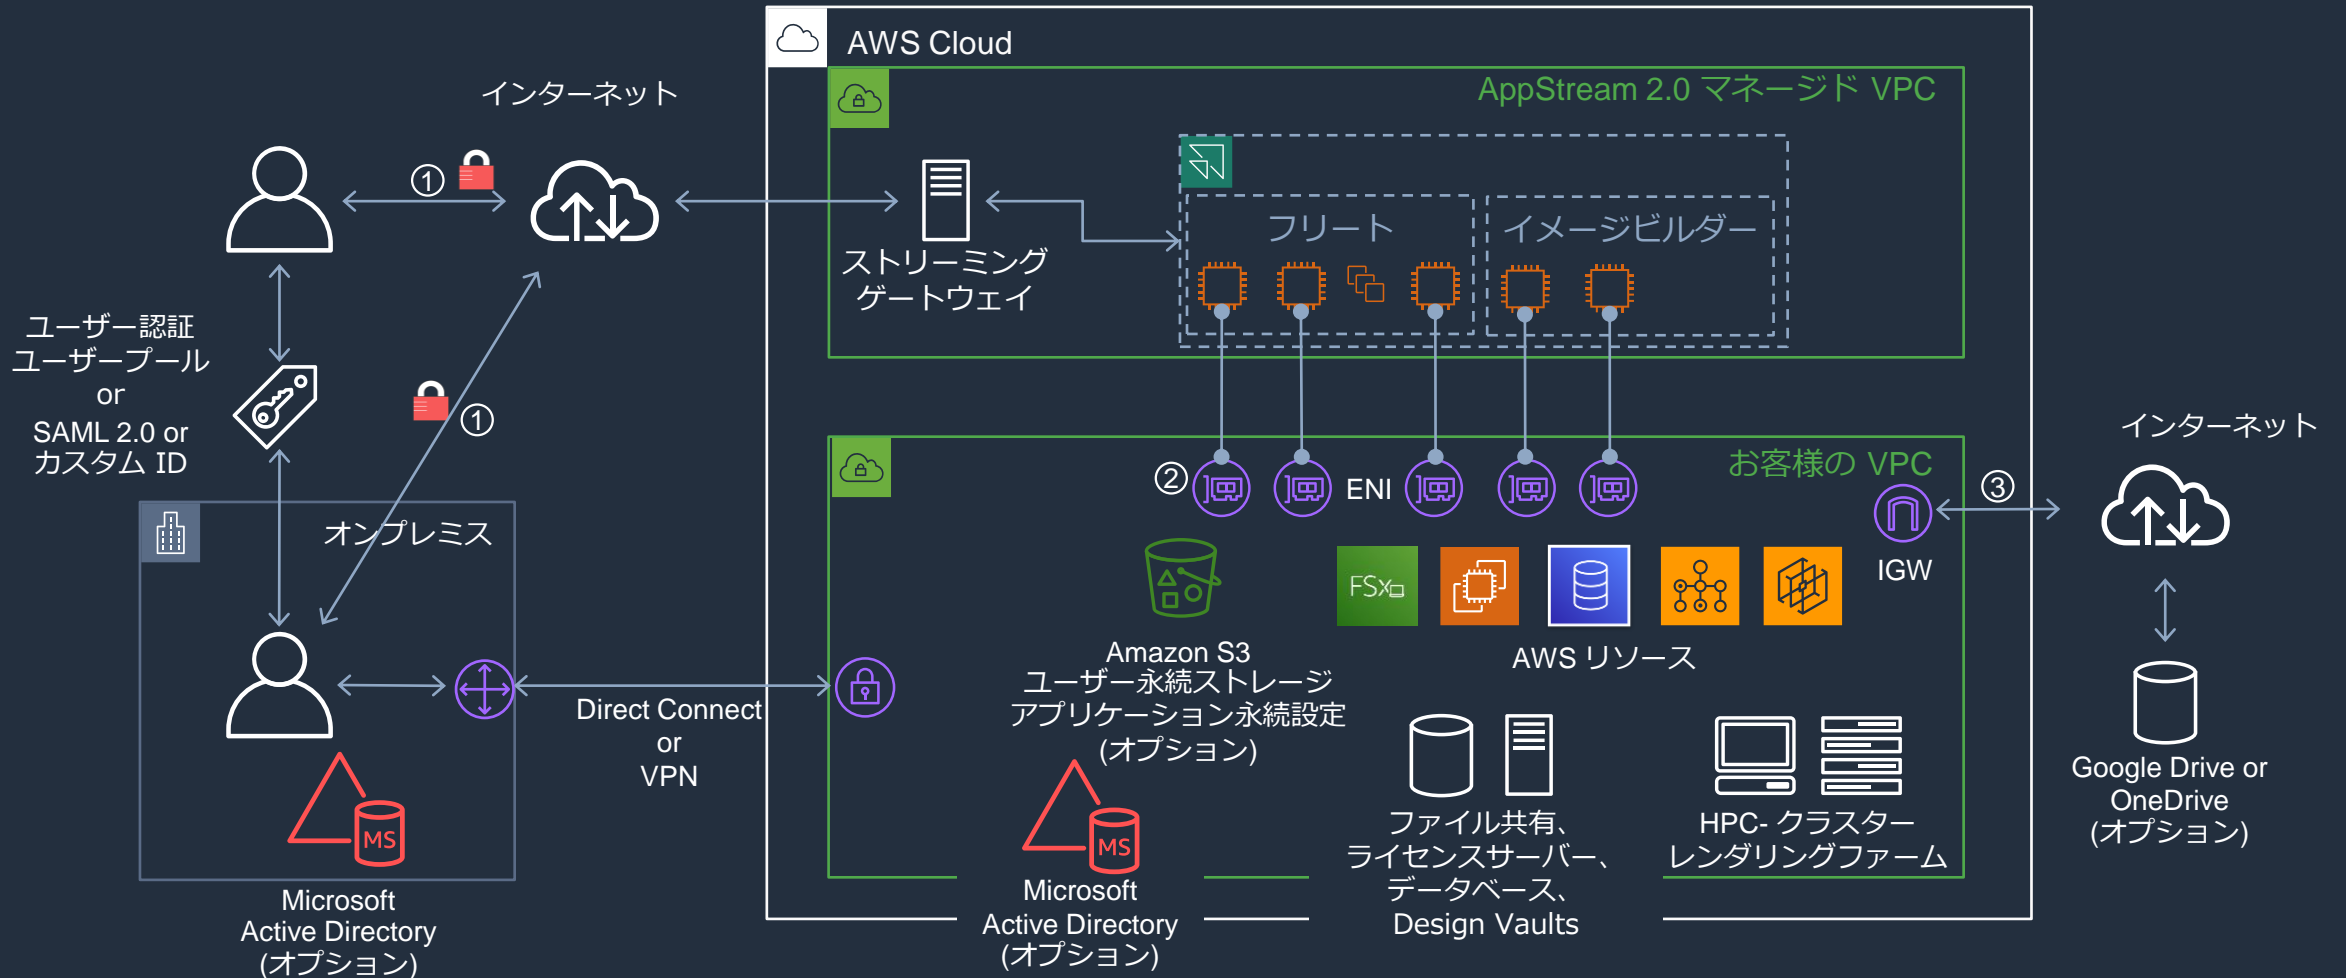 AWS Cloud
AppStream 2.0 マネージド VPC
インターネット
①
フリート
イメージビルダー
ストリーミング
ゲートウェイ
ユーザー認証
ユーザープール
or
SAML 2.0 or
カスタム ID
①
インターネット
お客様の VPC
②
ENI
③
オンプレミス
IGW
FSx
AWS リソース
Amazon S3
ユーザー永続ストレージ
アプリケーション永続設定
(オプション)
Direct Connect
or
VPN
MS
Microsoft
Active Directory
(オプション)
MS
Microsoft
Active Directory
(オプション)
ファイル共有、
ライセンスサーバー、
データベース、
Design Vaults
HPC- クラスター
レンダリングファーム
Google Drive or
OneDrive
(オプション)